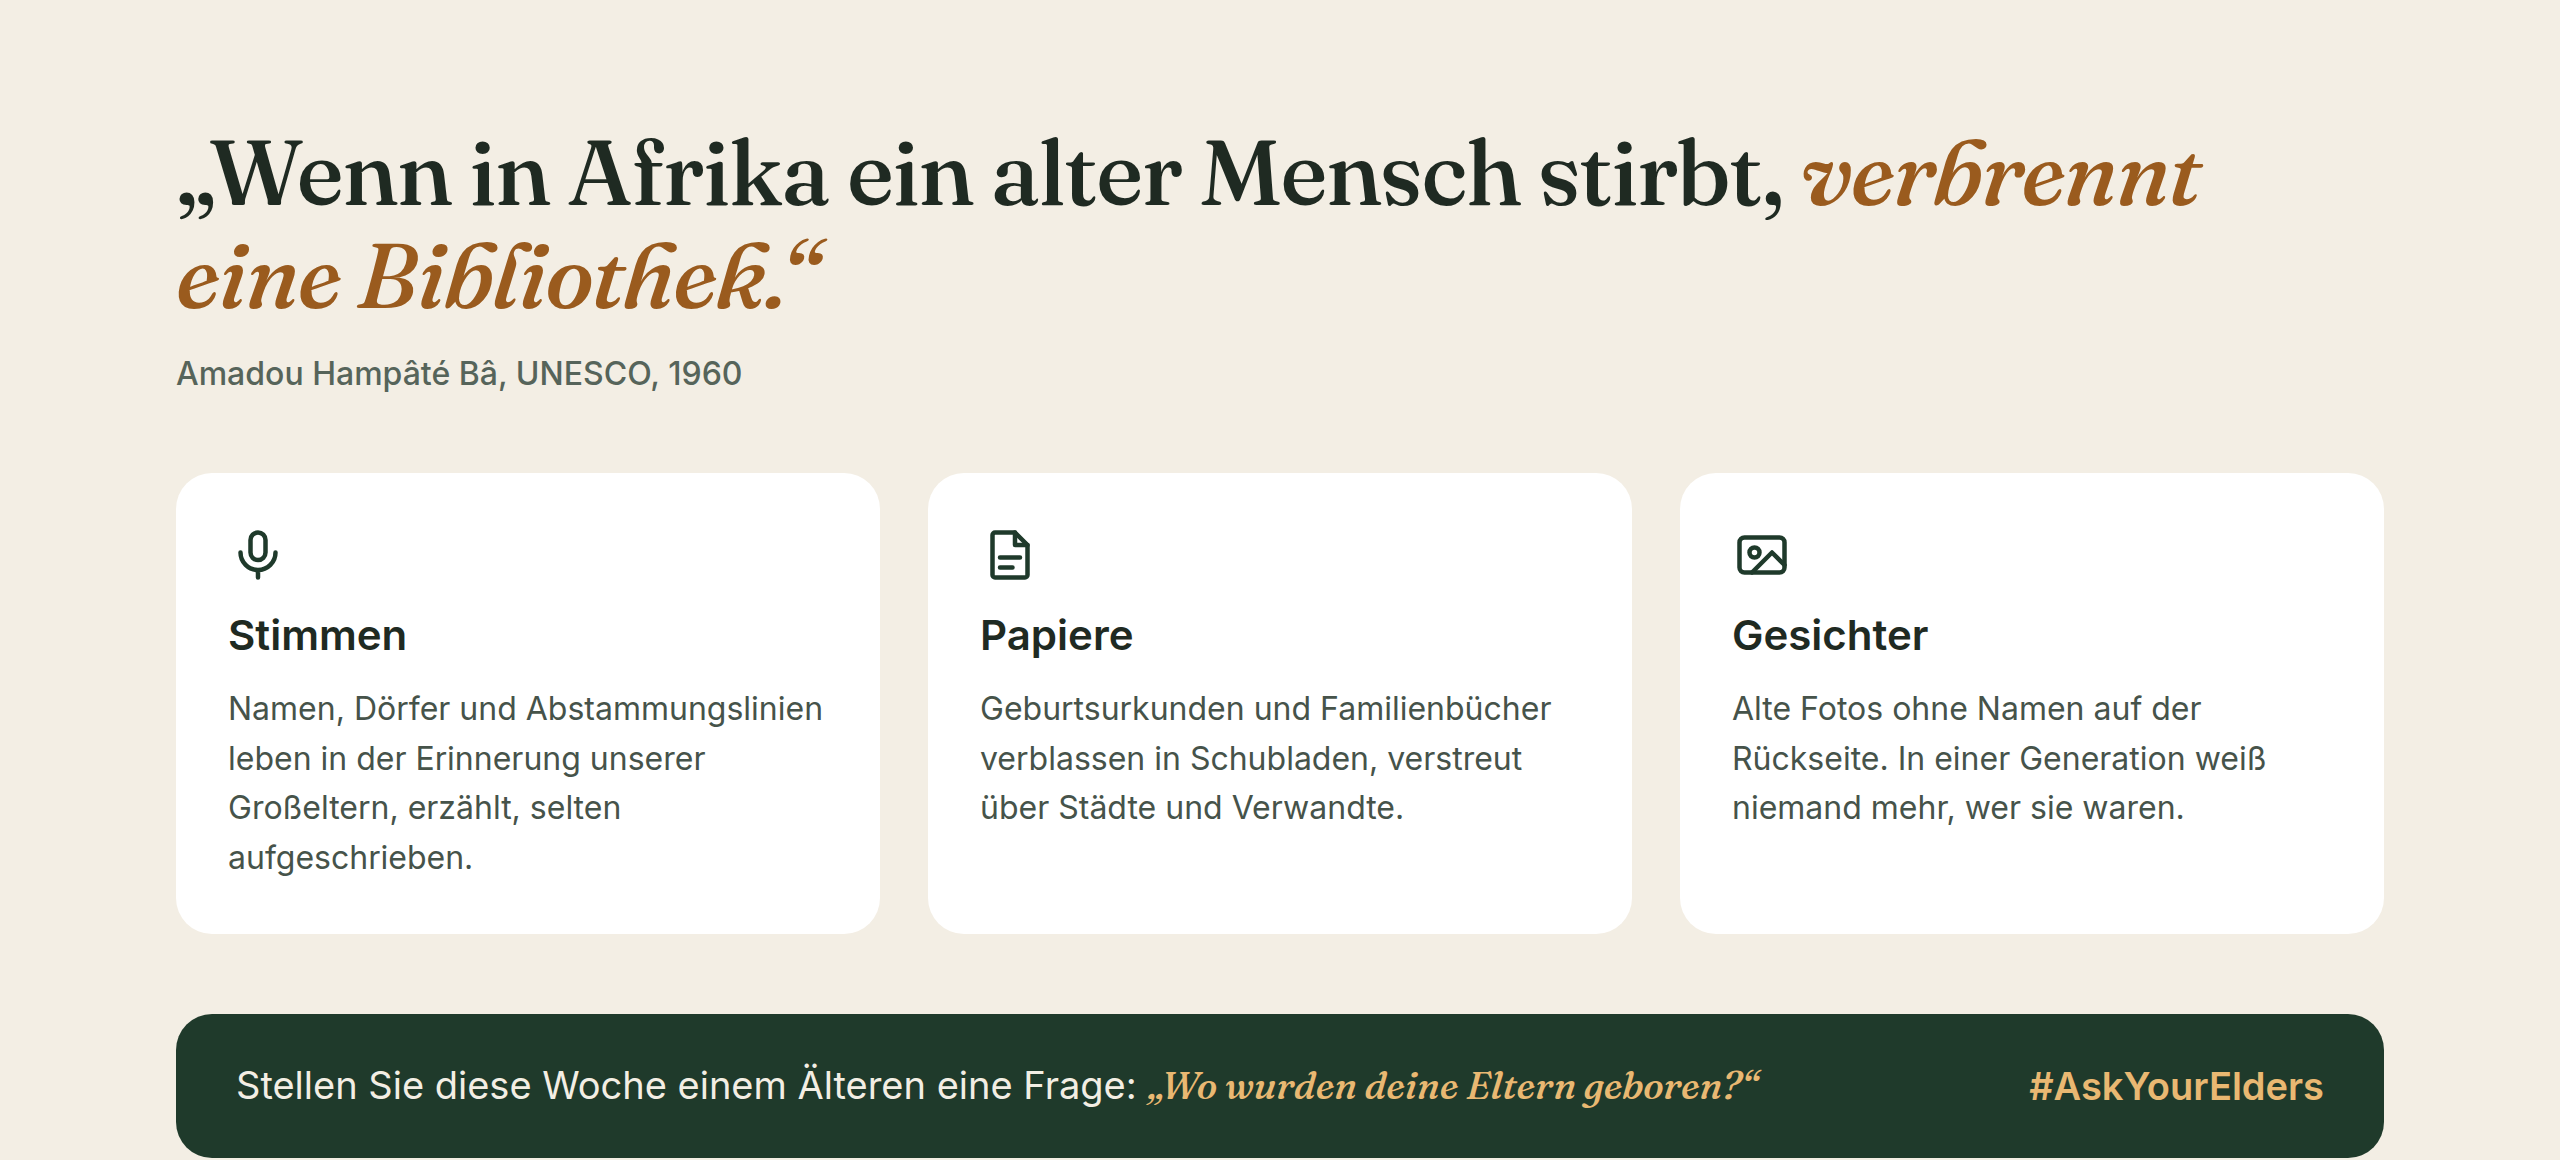 „Wenn in Afrika ein alter Mensch stirbt, verbrennt
eine Bibliothek.“
Amadou Hampâté Bâ, UNESCO, 1960
Stimmen
Namen, Dörfer und Abstammungslinien
leben in der Erinnerung unserer
Großeltern, erzählt, selten
aufgeschrieben.
Papiere
Geburtsurkunden und Familienbücher
verblassen in Schubladen, verstreut
über Städte und Verwandte.
Gesichter
Alte Fotos ohne Namen auf der
Rückseite. In einer Generation weiß
niemand mehr, wer sie waren.
Stellen Sie diese Woche einem Älteren eine Frage: „Wo wurden deine Eltern geboren?“
#AskYourElders